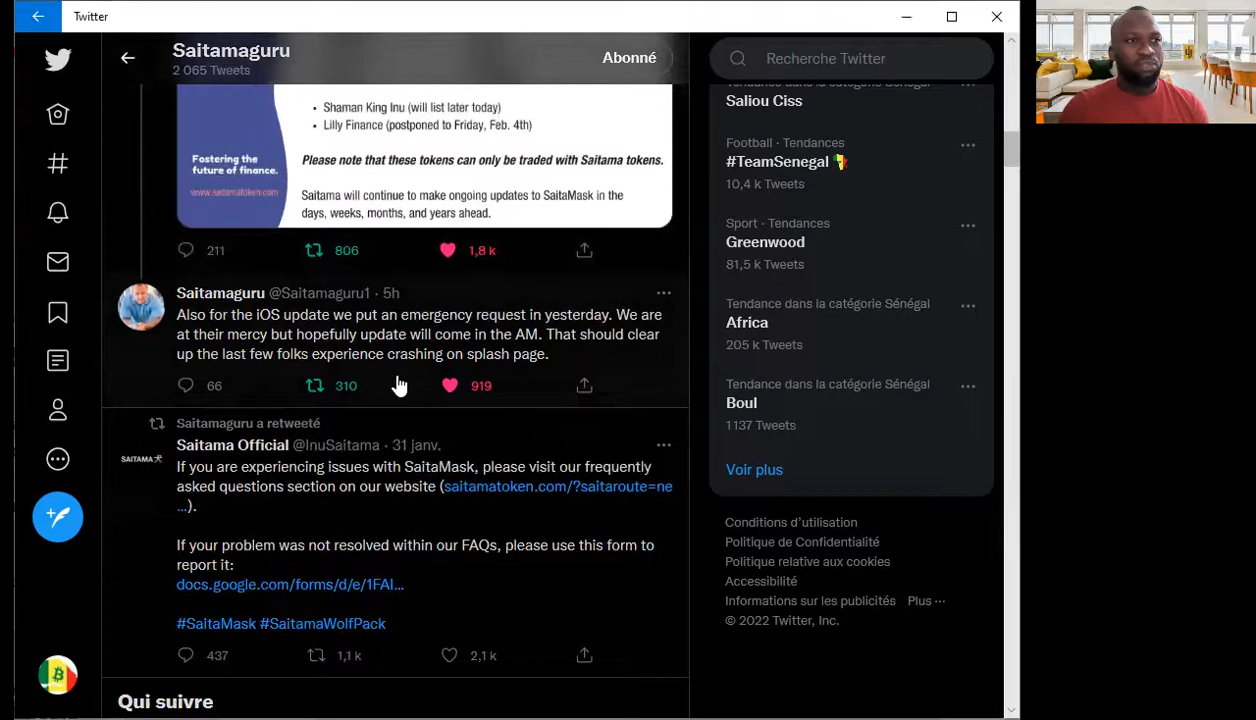 Twitter
Saitamaguru
2 065 Tweets
Abonné
Recherche Twitter
Shaman King Inu (will list later today)
Lilly Finance (postponed to Friday, Feb. 4th)
Fostering the
future of finance.
www.saitamatoken.com
Please note that these tokens can only be traded with Saitama tokens.
Saitama will continue to make ongoing updates to SaitaMask in the
days, weeks, months, and years ahead.
211 806 1,8 k
Saitamaguru @Saitamaguru1 · 5h
Also for the iOS update we put an emergency request in yesterday. We are
at their mercy but hopefully update will come in the AM. That should clear
up the last few folks experience crashing on splash page.
66 310 919
Saitamaguru a retweeté
SAITAMA
Saitama Official @InuSaitama · 31 janv.
If you are experiencing issues with SaitaMask, please visit our frequently
asked questions section on our website (saitamatoken.com/?saitaroute=ne
...).
If your problem was not resolved within our FAQs, please use this form to
report it:
docs.google.com/forms/d/e/1FAI...
#SaitaMask #SaitamaWolfPack
437 1,1 k 2,1 k
Qui suivre
Tendance dans la catégorie Sénégal
Saliou Ciss
Football · Tendances
#TeamSenegal
10,4 k Tweets
Sport · Tendances
Greenwood
81,5 k Tweets
Tendance dans la catégorie Sénégal
Africa
205 k Tweets
Tendance dans la catégorie Sénégal
Boul
1 137 Tweets
Voir plus
Conditions d'utilisation
Politique de Confidentialité
Politique relative aux cookies
Accessibilité
Informations sur les publicités Plus ...
© 2022 Twitter, Inc.